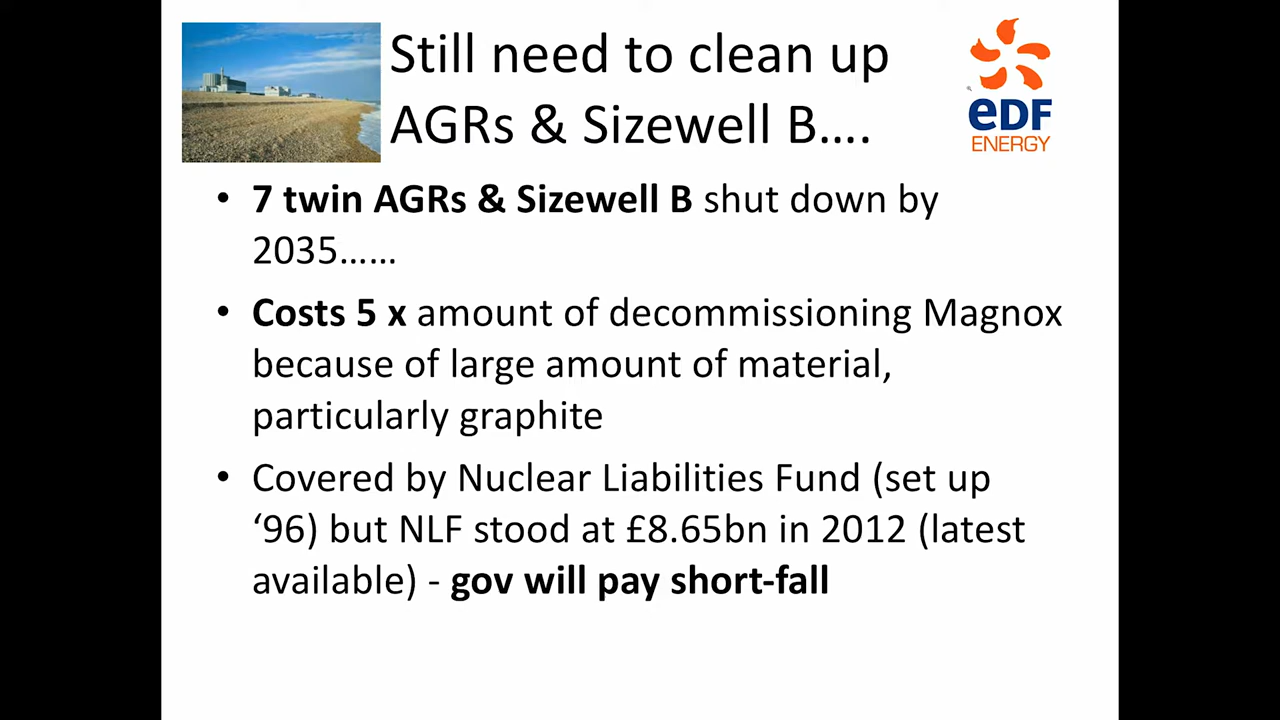 Still need to clean up
AGRs & Sizewell B….
eDF
ENERGY
• 7 twin AGRs & Sizewell B shut down by
2035……
• Costs 5 x amount of decommissioning Magnox
because of large amount of material,
particularly graphite
• Covered by Nuclear Liabilities Fund (set up
‘96) but NLF stood at £8.65bn in 2012 (latest
available) - gov will pay short-fall